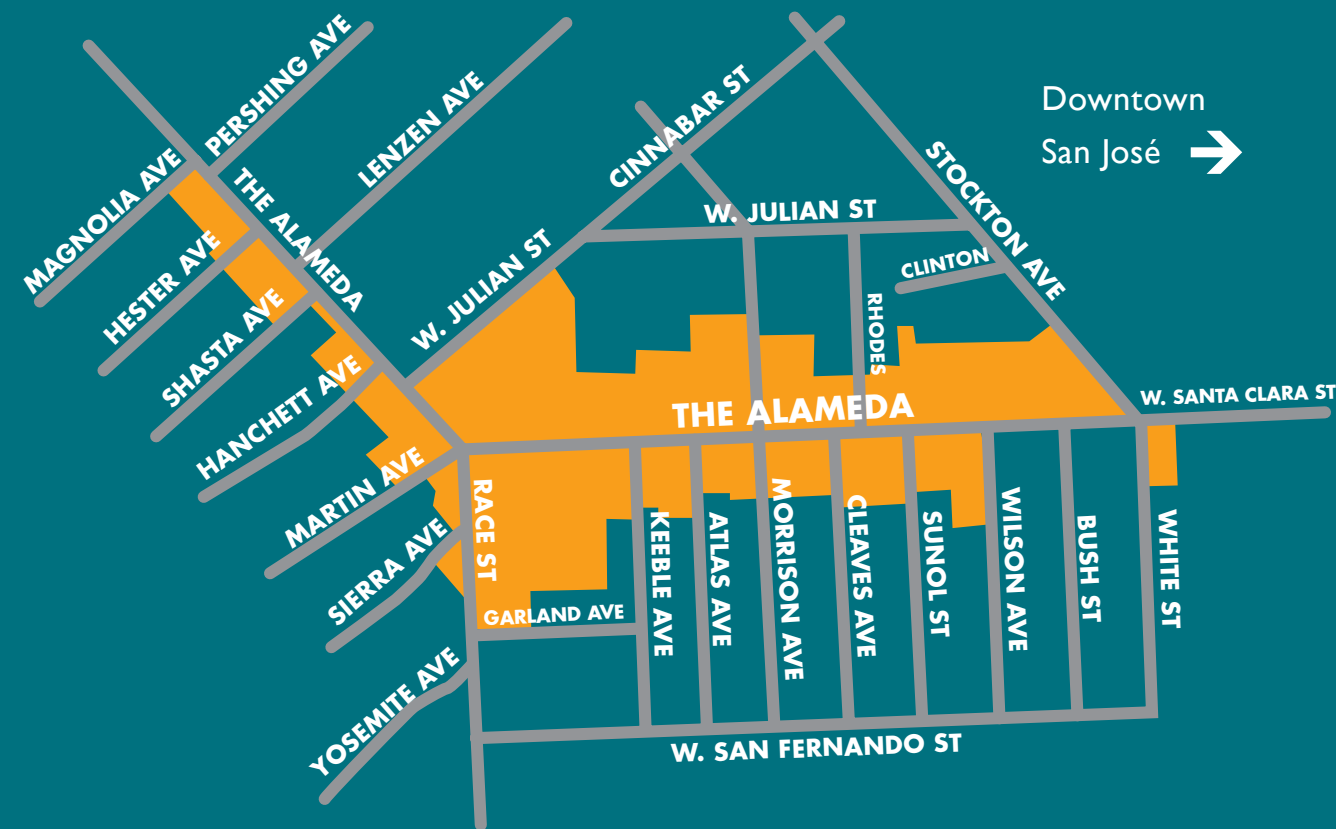 PERSHING AVE
LENZEN AVE
CINNABAR ST
Downtown
San José
STOCKTON AVE
MAGNOLIA AVE
THE ALAMEDA
HESTER AVE
SHASTA AVE
W. JULIAN ST
W. JULIAN ST
CLINTON
RHODES
HANCHETT AVE
THE ALAMEDA
W. SANTA CLARA ST
MARTIN AVE
RACE ST
SIERRA AVE
KEEBLE AVE
ATLAS AVE
MORRISON AVE
CLEAVES AVE
SUNOL ST
WILSON AVE
BUSH ST
WHITE ST
GARLAND AVE
YOSEMITE AVE
W. SAN FERNANDO ST